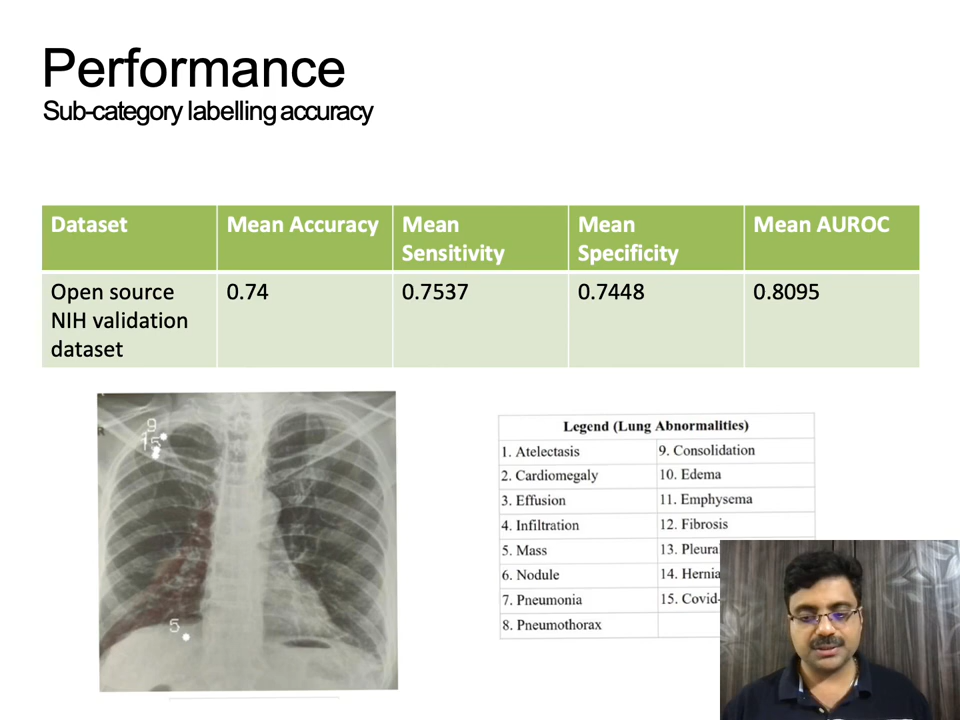 Performance
Sub-category labelling accuracy
Dataset
Mean Accuracy
Mean
Sensitivity
Mean
Specificity
Mean AUROC
Open source
NIH validation
dataset
0.74
0.7537
0.7448
0.8095
R
9
1
5
5
Legend (Lung Abnormalities)
1. Atelectasis
9. Consolidation
2. Cardiomegaly
10. Edema
3. Effusion
11. Emphysema
4. Infiltration
12. Fibrosis
5. Mass
13. Pleura
6. Nodule
14. Hernia
7. Pneumonia
15. Covid-
8. Pneumothorax